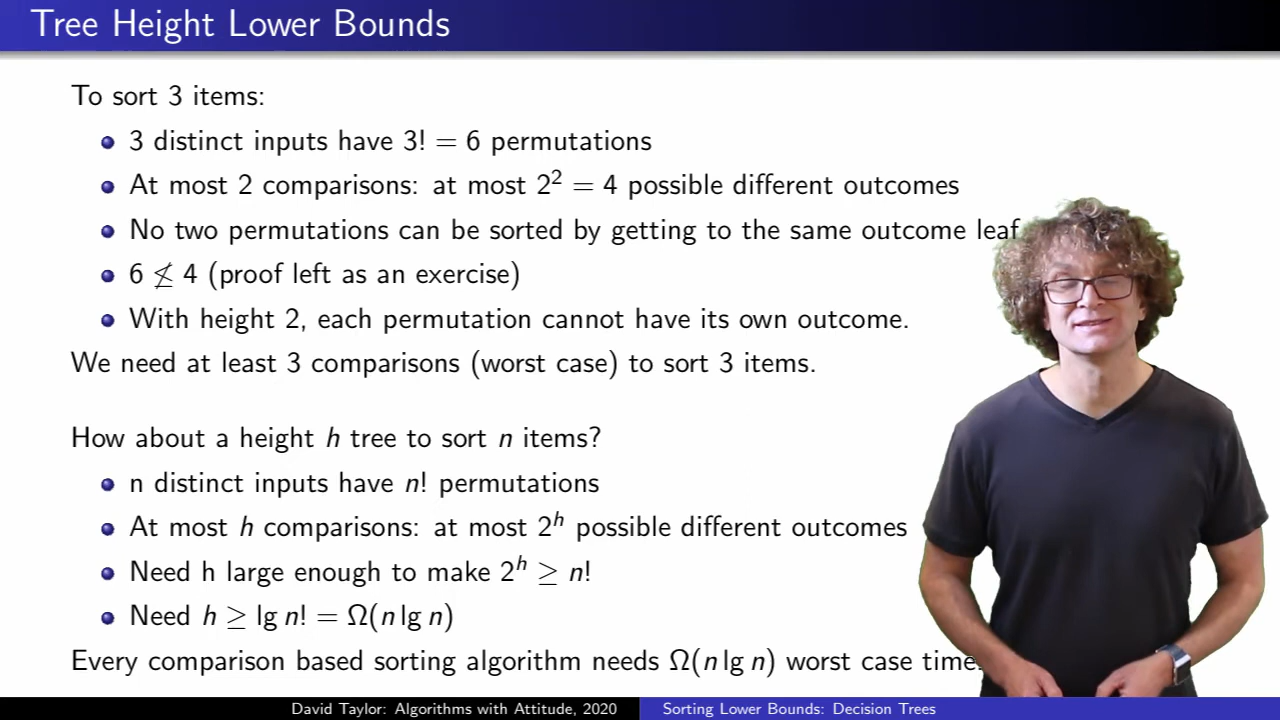 Tree Height Lower Bounds
To sort 3 items:
3 distinct inputs have 3! = 6 permutations
At most 2 comparisons: at most 2² = 4 possible different outcomes
No two permutations can be sorted by getting to the same outcome leaf
6 ≰ 4 (proof left as an exercise)
With height 2, each permutation cannot have its own outcome.
We need at least 3 comparisons (worst case) to sort 3 items.
How about a height h tree to sort n items?
n distinct inputs have n! permutations
At most h comparisons: at most 2ʰ possible different outcomes
Need h large enough to make 2ʰ ≥ n!
Need h ≥ lg n! = Ω(n lg n)
Every comparison based sorting algorithm needs Ω(n lg n) worst case time.
David Taylor: Algorithms with Attitude, 2020
Sorting Lower Bounds: Decision Trees